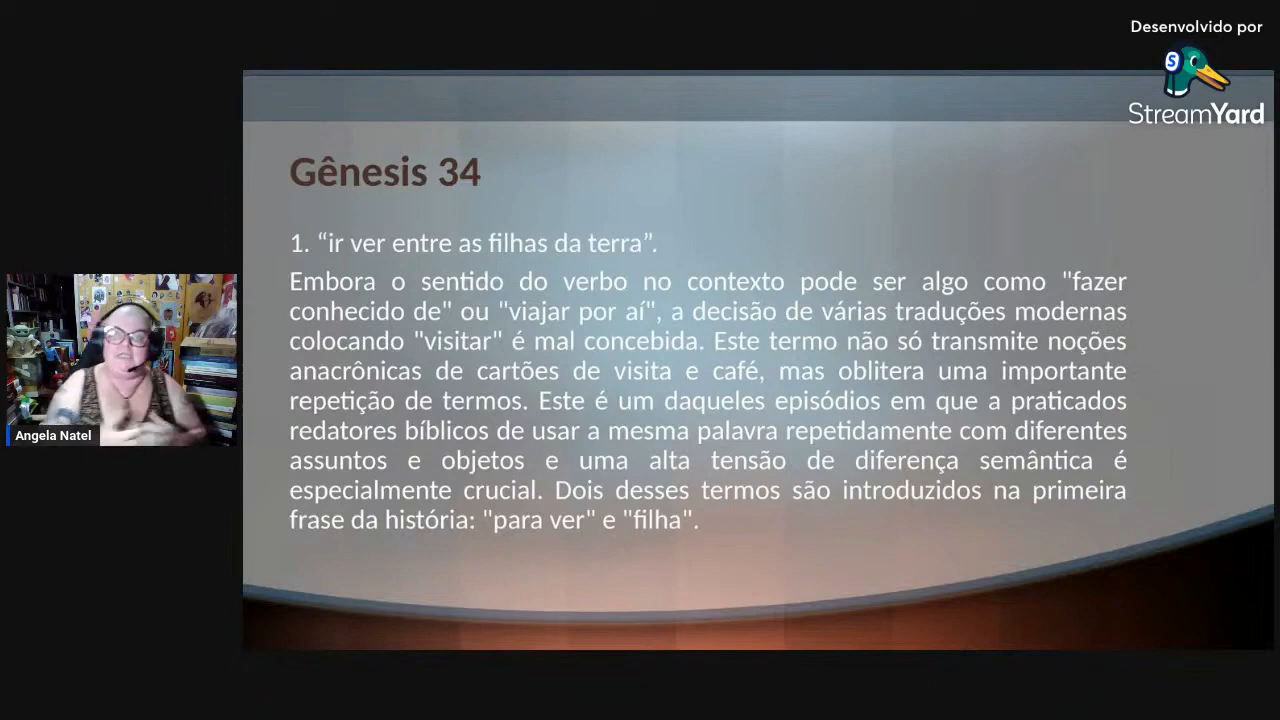 Desenvolvido por
StreamYard
Gênesis 34
1. “ir ver entre as filhas da terra”.
Embora o sentido do verbo no contexto pode ser algo como "fazer
conhecido de" ou "viajar por aí", a decisão de várias traduções modernas
colocando "visitar" é mal concebida. Este termo não só transmite noções
anacrônicas de cartões de visita e café, mas oblitera uma importante
repetição de termos. Este é um daqueles episódios em que a praticados
redatores bíblicos de usar a mesma palavra repetidamente com diferentes
assuntos e objetos e uma alta tensão de diferença semântica é
especialmente crucial. Dois desses termos são introduzidos na primeira
frase da história: "para ver" e "filha".
Angela Natel